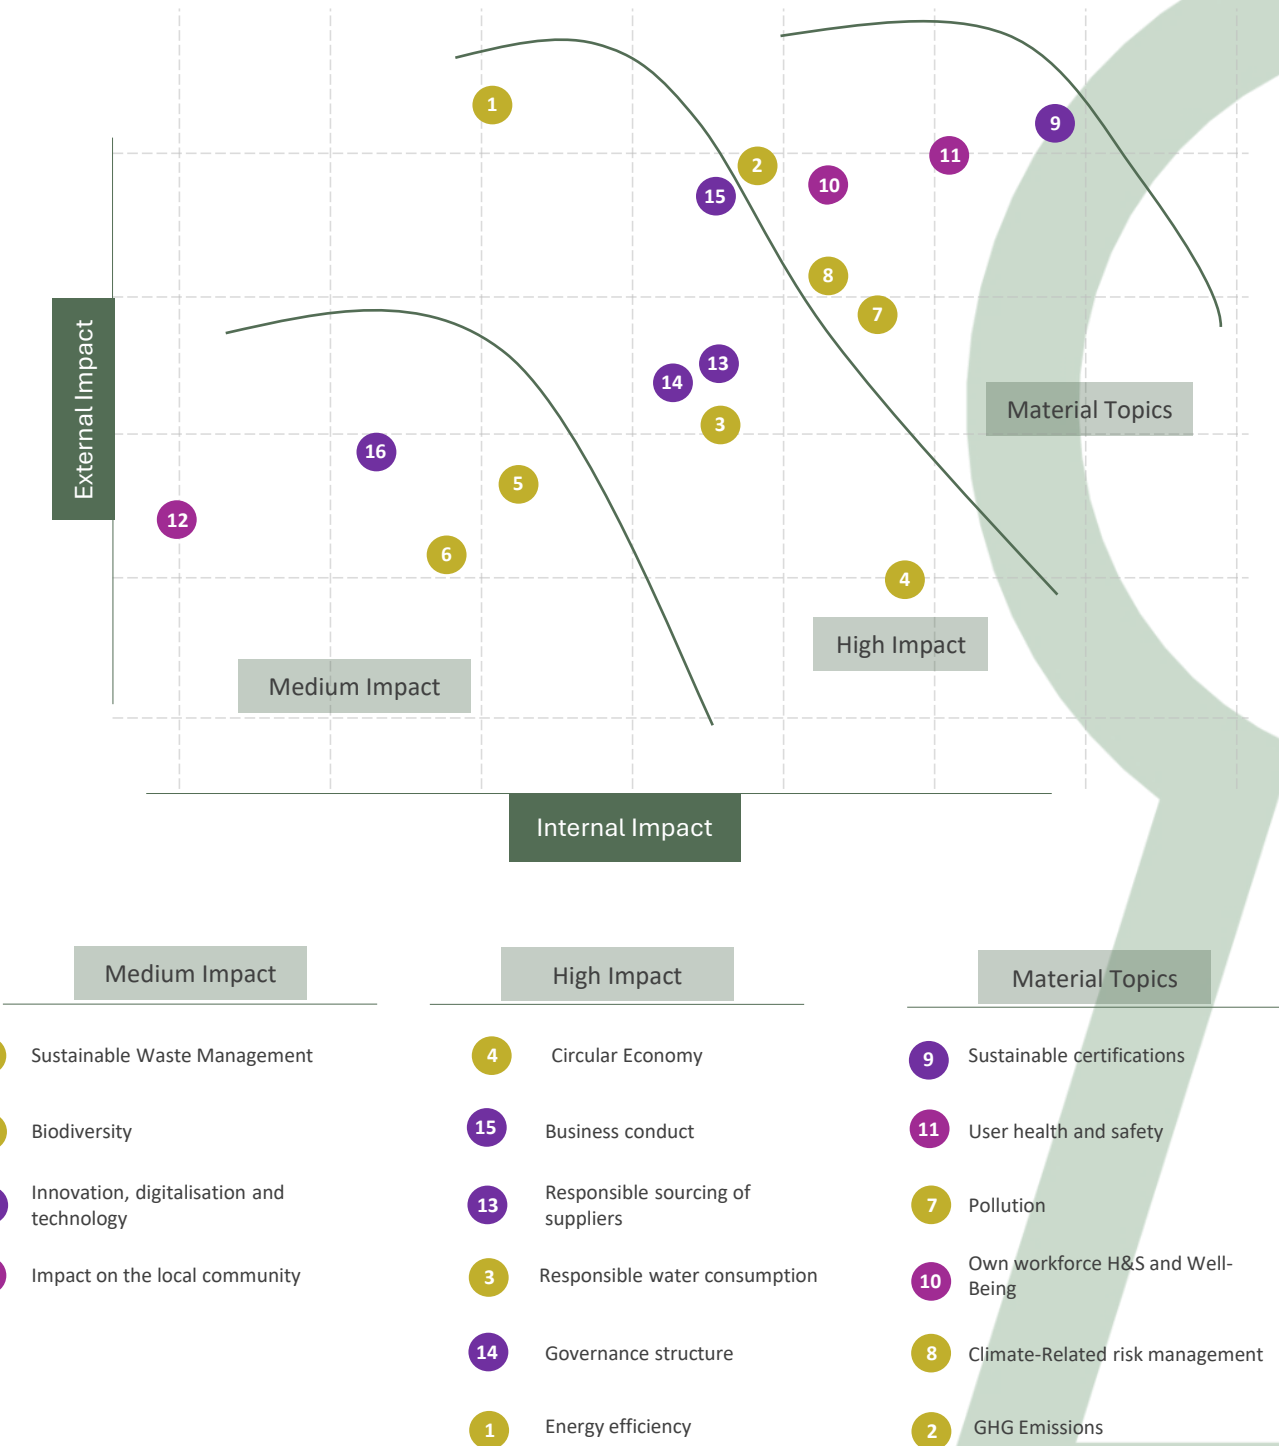 1
9
11
2
10
15
8
7
13
14
3
External Impact
Material Topics
16
5
12
6
4
High Impact
Medium Impact
Internal Impact
Medium Impact
Sustainable Waste Management
Biodiversity
Innovation, digitalisation and
technology
Impact on the local community
High Impact
4 Circular Economy
15 Business conduct
13 Responsible sourcing of
suppliers
3 Responsible water consumption
14 Governance structure
1 Energy efficiency
Material Topics
9 Sustainable certifications
11 User health and safety
7 Pollution
10 Own workforce H&S and Well-
Being
8 Climate-Related risk management
2 GHG Emissions